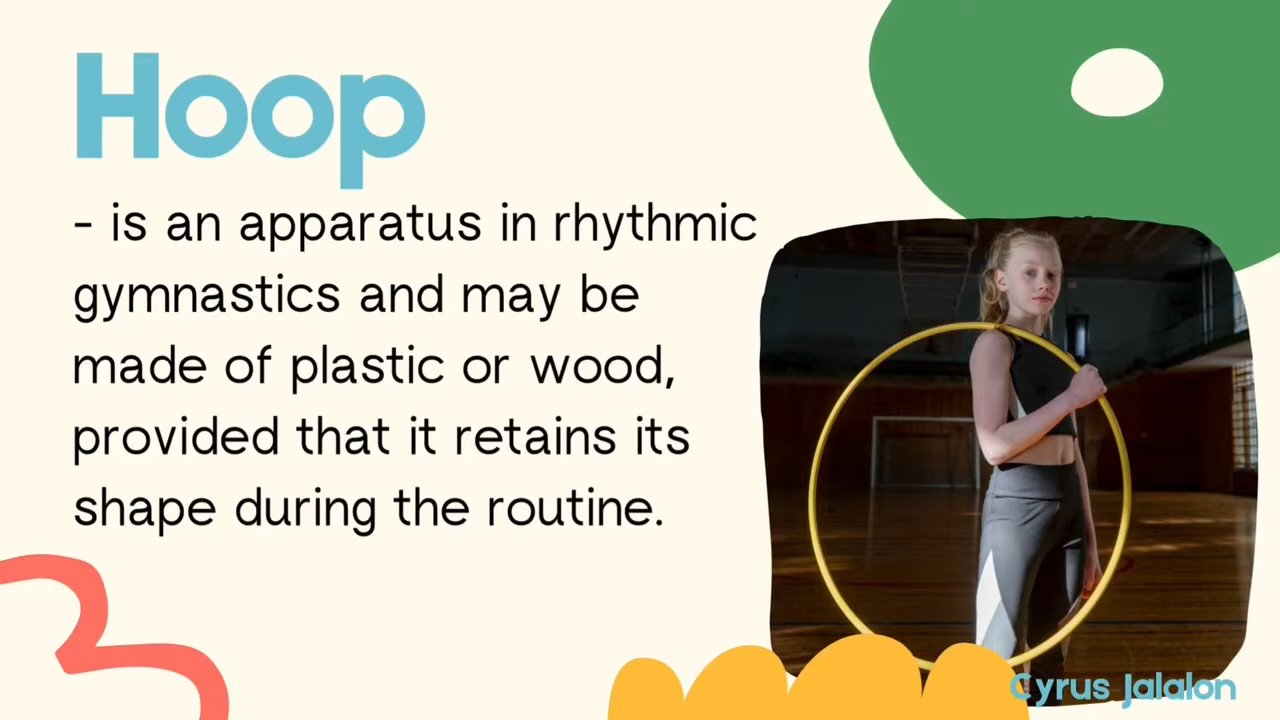 Hoop
- is an apparatus in rhythmic
gymnastics and may be
made of plastic or wood,
provided that it retains its
shape during the routine.
Cyrus Jalalon